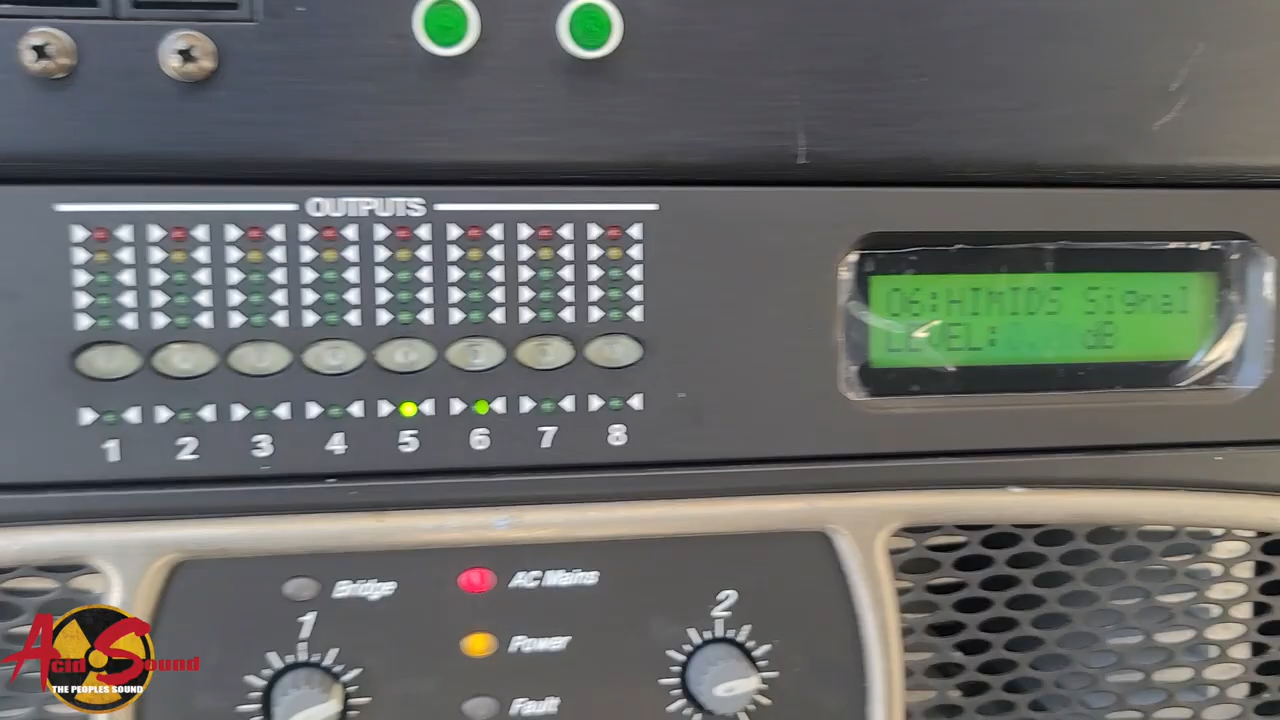 OUTPUTS
06:HIMIDS Signal
LEVEL: dB
1 2 3 4 5 6 7 8
Bridge
AC Mains
1
2
Power
Fault
Acid Sound
THE PEOPLES SOUND